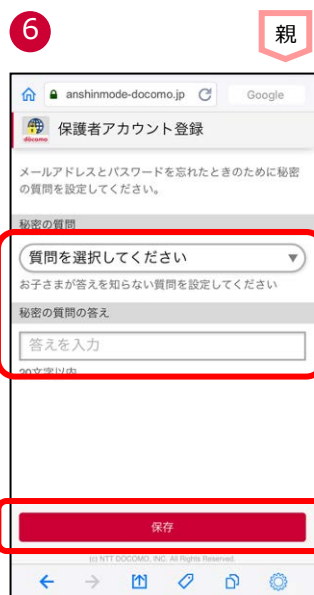 6
親
anshinmode-docomo.jp
Google
docomo
保護者アカウント登録
メールアドレスとパスワードを忘れたときのために秘密
の質問を設定してください。
秘密の質問
質問を選択してください
お子さまが答えを知らない質問を設定してください
秘密の質問の答え
答えを入力
20文字以内
保存
(c) NTT DOCOMO, INC. All Rights Reserved.